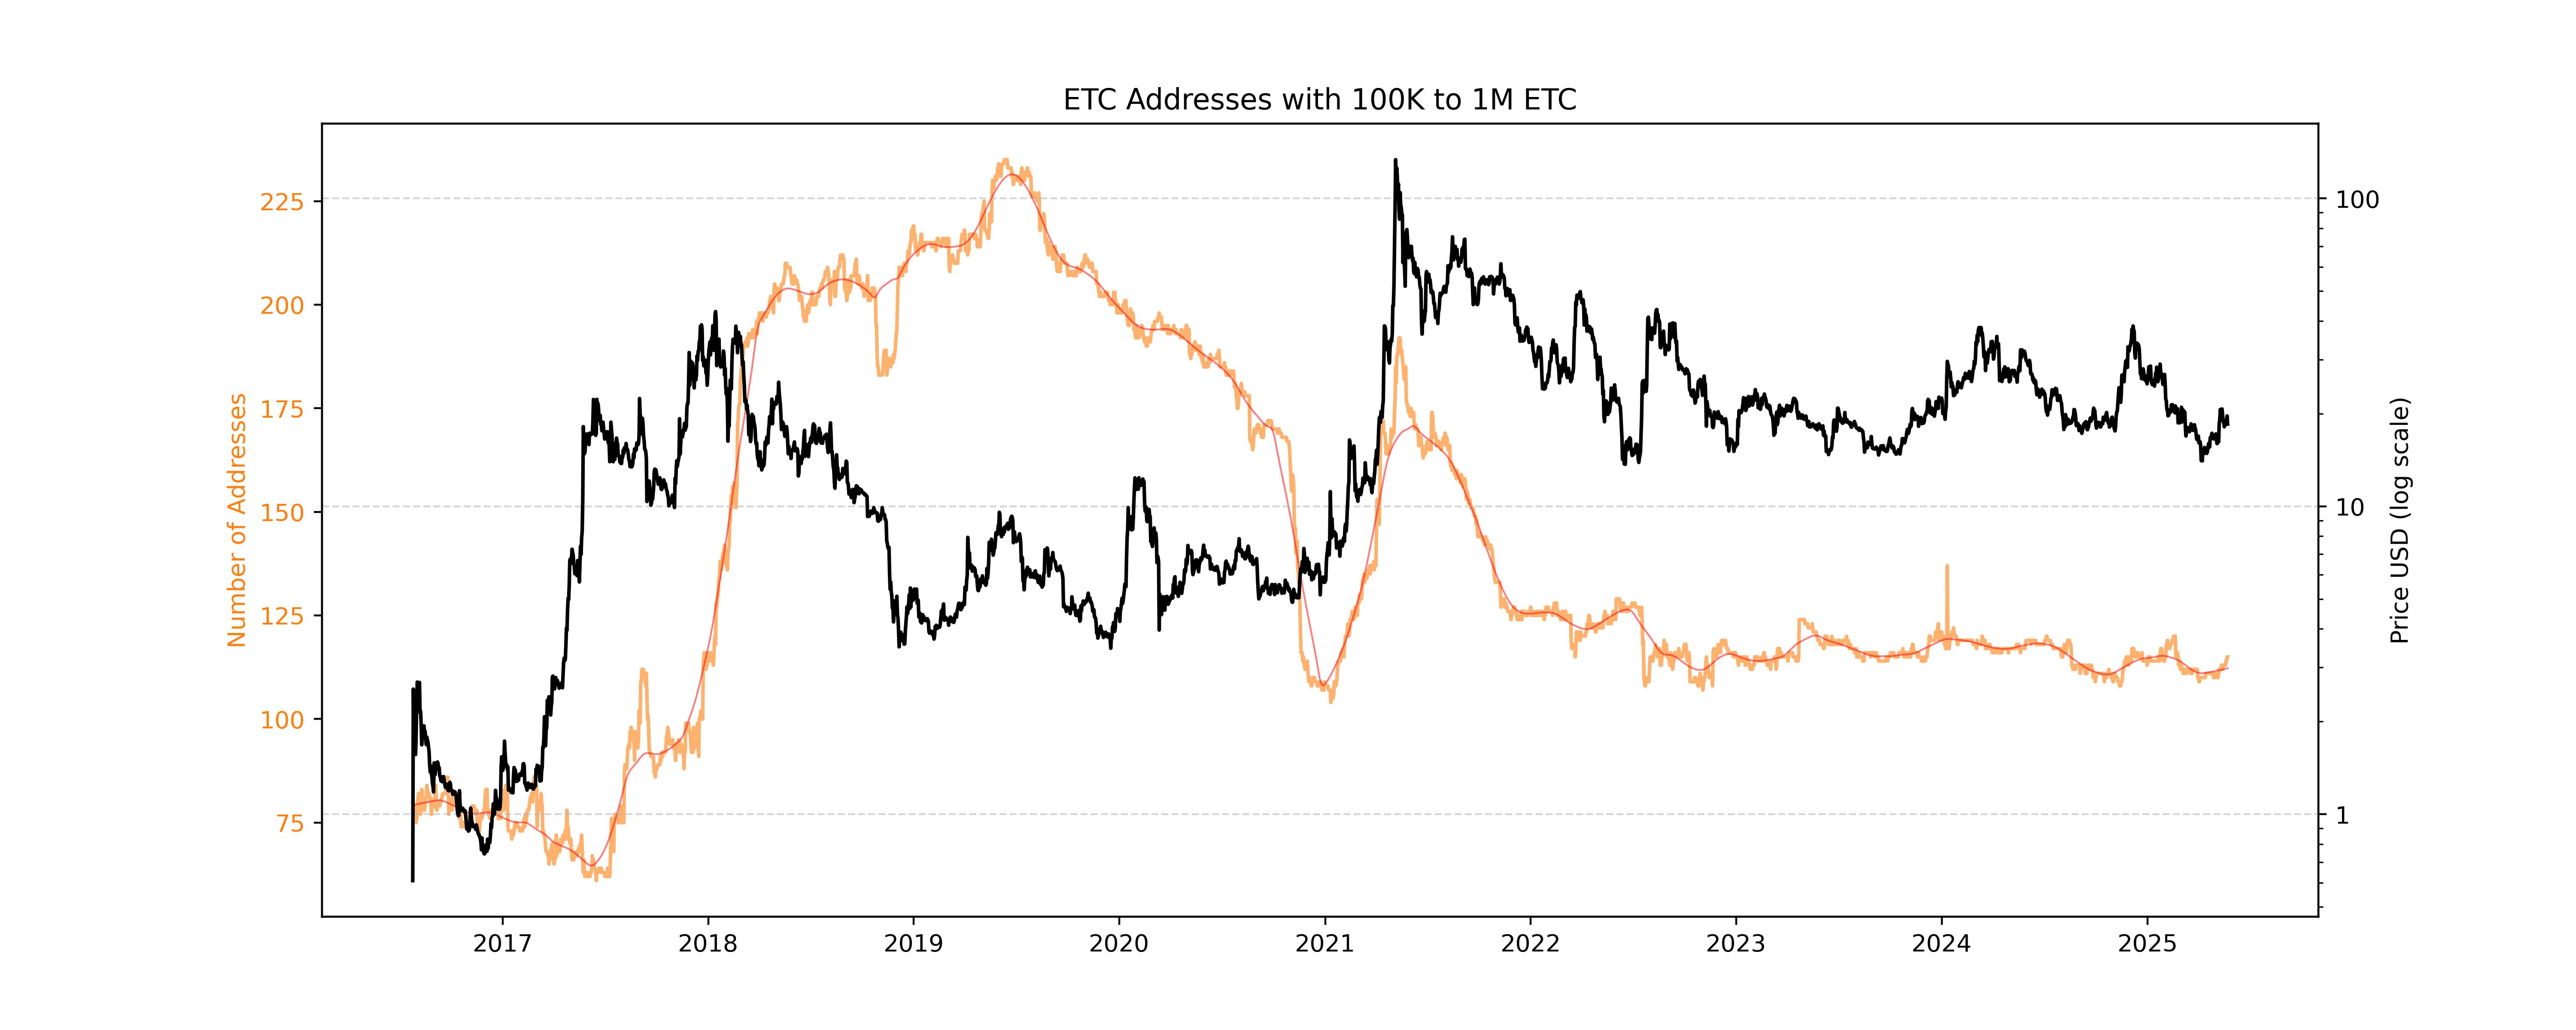 ETC Addresses with 100K to 1M ETC
Number of Addresses
225
200
175
150
125
100
75
100
10
1
Price USD (log scale)
2017 2018 2019 2020 2021 2022 2023 2024 2025